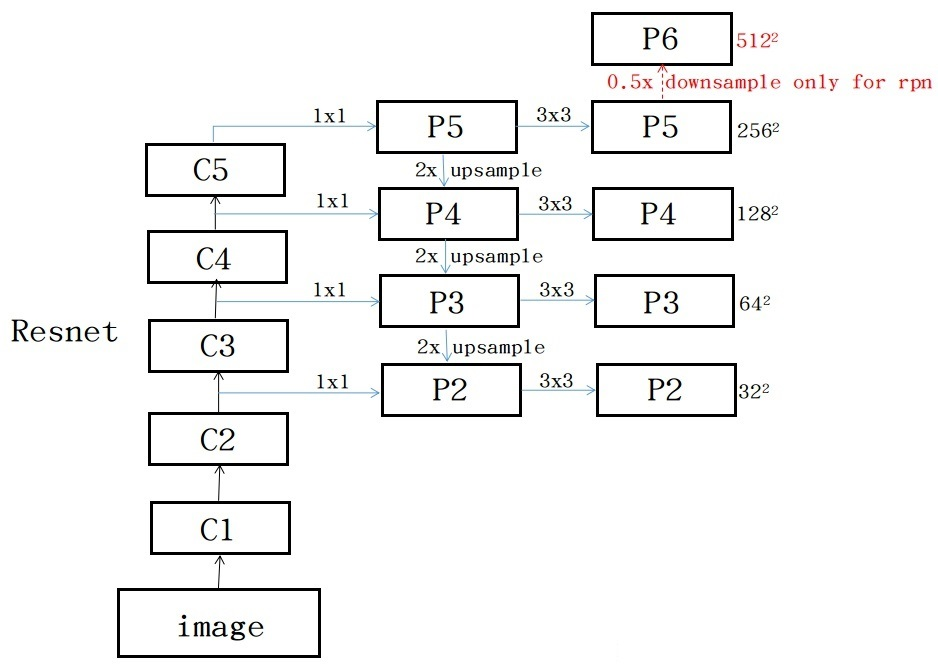 P6 512²
0.5x downsample only for rpn
1x1 P5 3x3 P5 256²
C5
2x upsample
1x1 P4 3x3 P4 128²
C4
2x upsample
1x1 P3 3x3 P3 64²
Resnet
C3
2x upsample
1x1 P2 3x3 P2 32²
C2
C1
image